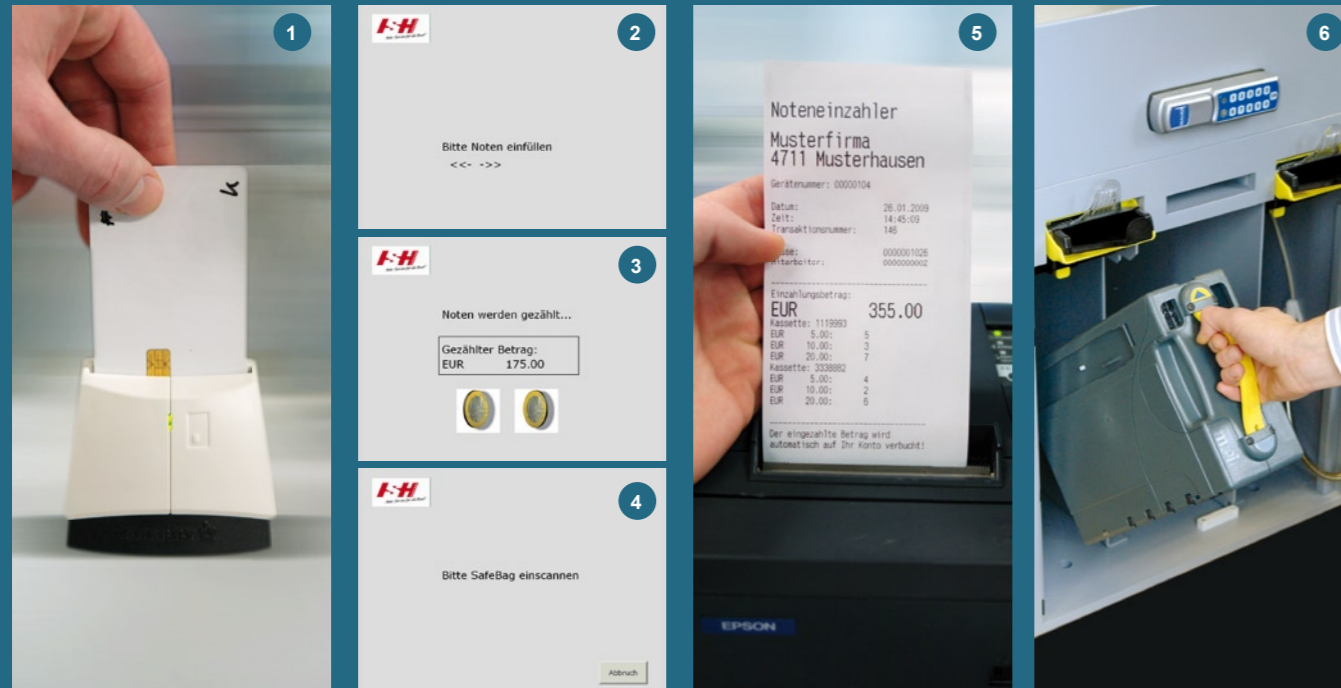 1
2
Bitte Noten einfüllen
<<- ->>
3
Noten werden gezählt...
Gezählter Betrag:
EUR 175.00
4
Bitte SafeBag einscannen
Abbruch
5
Noteneinzahler
Musterfirma
4711 Musterhausen
Gerätenummer: 00000104
Datum: 26.01.2009
Zeit: 14:45:09
Transaktionsnummer: 146
0000001026
0000000002
Einzahlungsbetrag:
EUR 355.00
Kassette: 1119993
EUR 5.00: 5
EUR 10.00: 3
EUR 20.00: 7
Kassette: 3338882
EUR 5.00: 4
EUR 10.00: 2
EUR 20.00: 6
Der eingezahlte Betrag wird
automatisch auf Ihr Konto verbucht!
EPSON
6